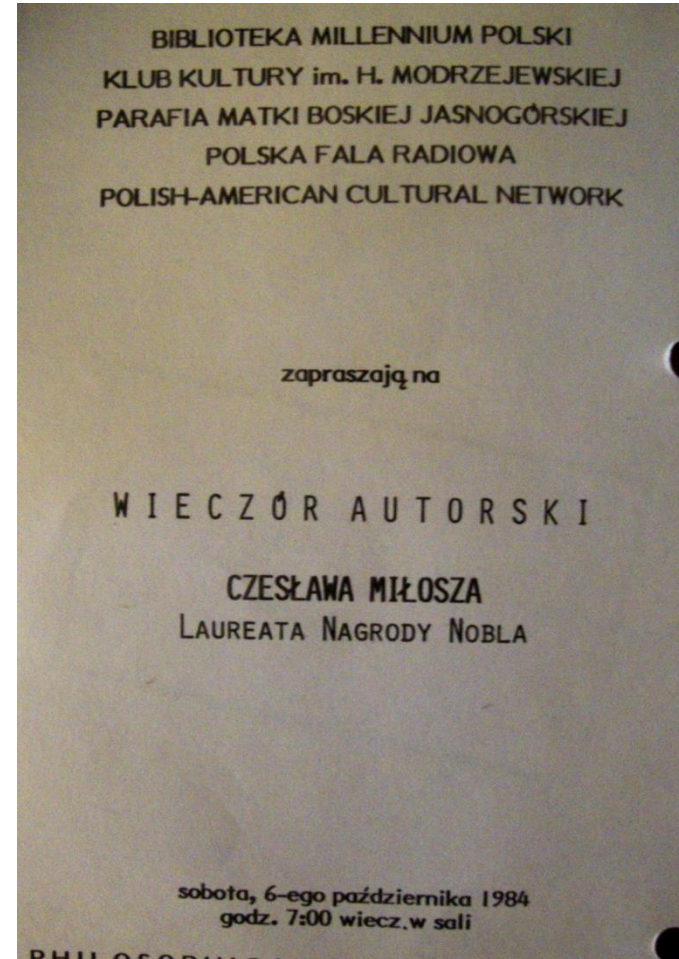 BIBLIOTEKA MILLENNIUM POLSKI
KLUB KULTURY im. H. MODRZEJEWSKIEJ
PARAFIA MATKI BOSKIEJ JASNOGÓRSKIEJ
POLSKA FALA RADIOWA
POLISH-AMERICAN CULTURAL NETWORK
zapraszają na
WIECZÓR AUTORSKI
CZESŁAWA MIŁOSZA
LAUREATA NAGRODY NOBLA
sobota, 6-ego października 1984
godz. 7:00 wiecz.w sali